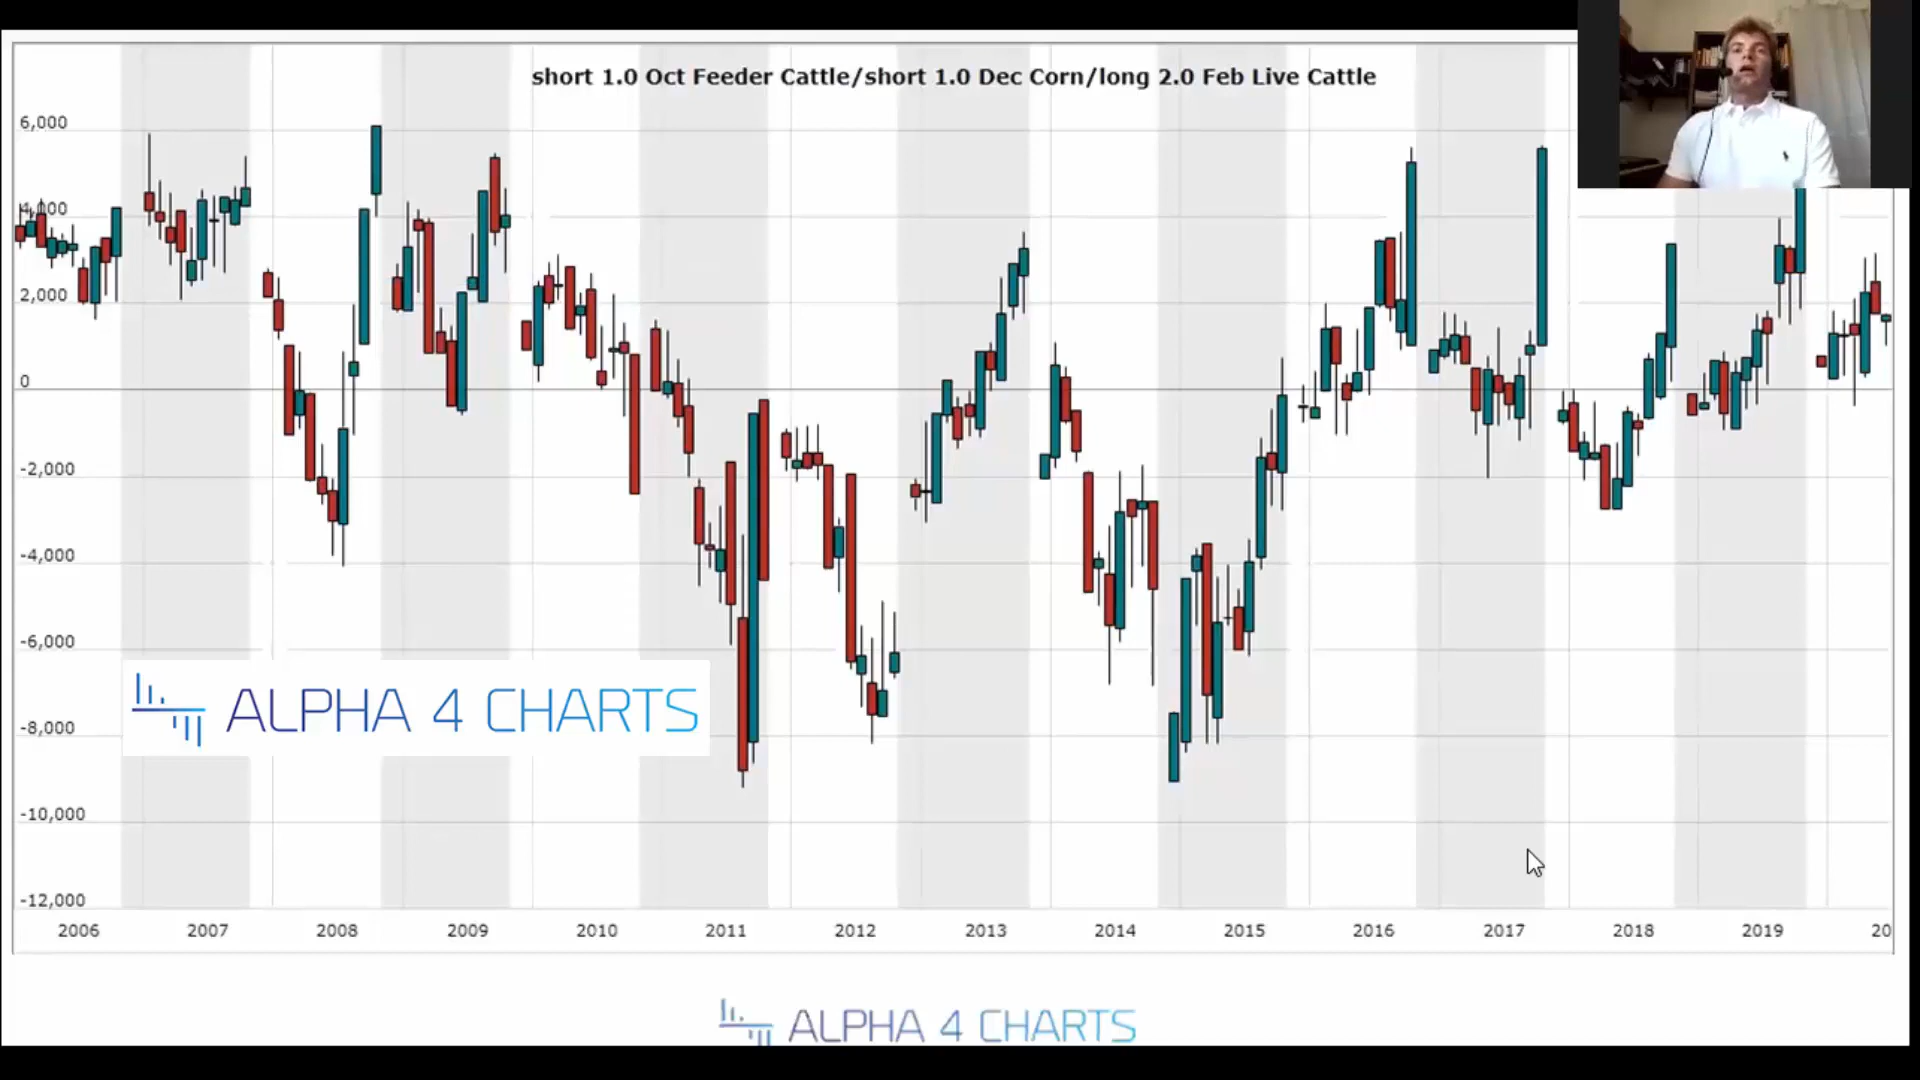 short 1.0 Oct Feeder Cattle/short 1.0 Dec Corn/long 2.0 Feb Live Cattle
6,000
4,000
2,000
0
-2,000
-4,000
-6,000
-8,000
-10,000
-12,000
ALPHA 4 CHARTS
2006 2007 2008 2009 2010 2011 2012 2013 2014 2015 2016 2017 2018 2019 20
ALPHA 4 CHARTS